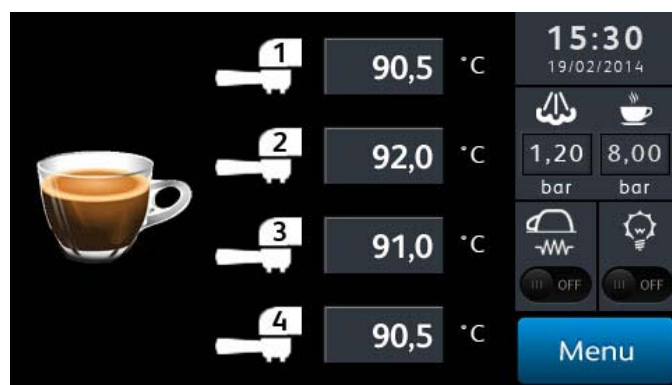 1 90,5 °C
2 92,0 °C
3 91,0 °C
4 90,5 °C
15:30
19/02/2014
1,20 8,00
bar bar
OFF OFF
Menu